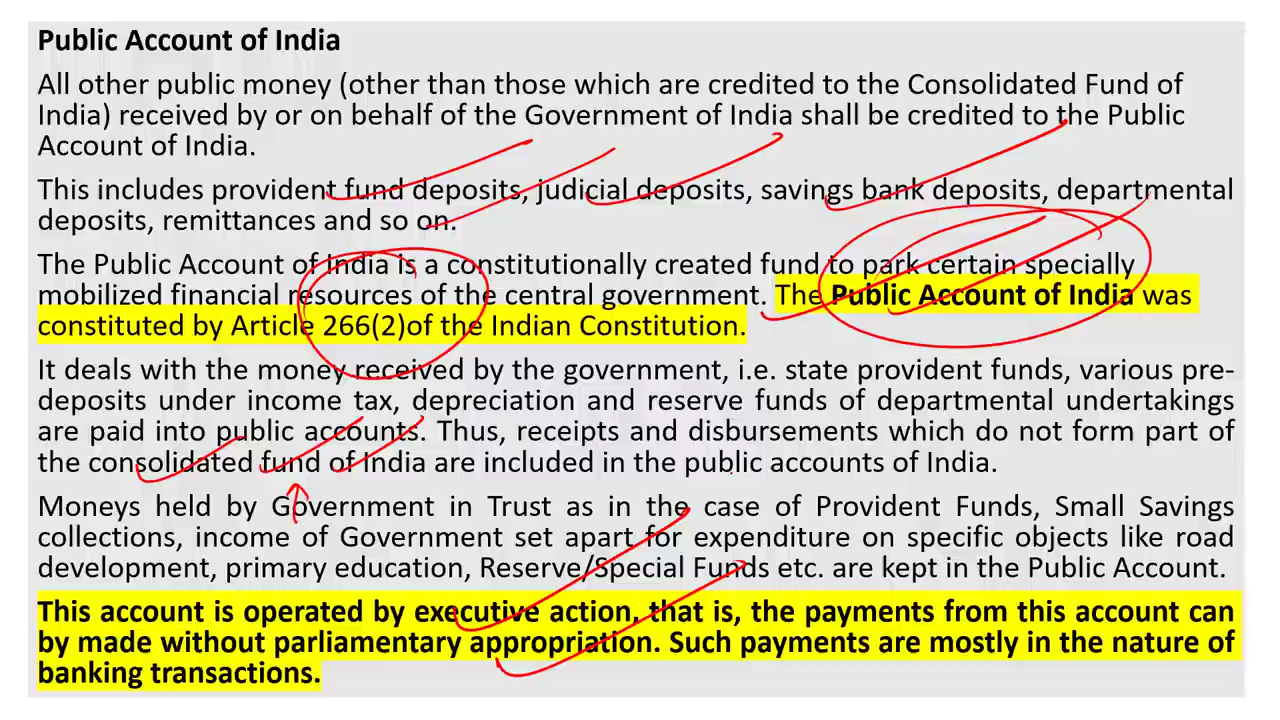 Public Account of India
All other public money (other than those which are credited to the Consolidated Fund of
India) received by or on behalf of the Government of India shall be credited to the Public
Account of India.
This includes provident fund deposits, judicial deposits, savings bank deposits, departmental
deposits, remittances and so on.
The Public Account of India is a constitutionally created fund to park certain specially
mobilized financial resources of the central government. The Public Account of India was
constituted by Article 266(2)of the Indian Constitution.
It deals with the money received by the government, i.e. state provident funds, various pre-
deposits under income tax, depreciation and reserve funds of departmental undertakings
are paid into public accounts. Thus, receipts and disbursements which do not form part of
the consolidated fund of India are included in the public accounts of India.
Moneys held by Government in Trust as in the case of Provident Funds, Small Savings
collections, income of Government set apart for expenditure on specific objects like road
development, primary education, Reserve/Special Funds etc. are kept in the Public Account.
This account is operated by executive action, that is, the payments from this account can
by made without parliamentary appropriation. Such payments are mostly in the nature of
banking transactions.